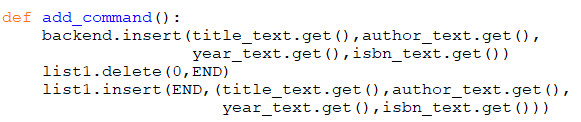 def add_command():
    backend.insert(title_text.get(),author_text.get(),
                   year_text.get(),isbn_text.get())
    list1.delete(0,END)
    list1.insert(END,(title_text.get(),author_text.get(),
                      year_text.get(),isbn_text.get()))